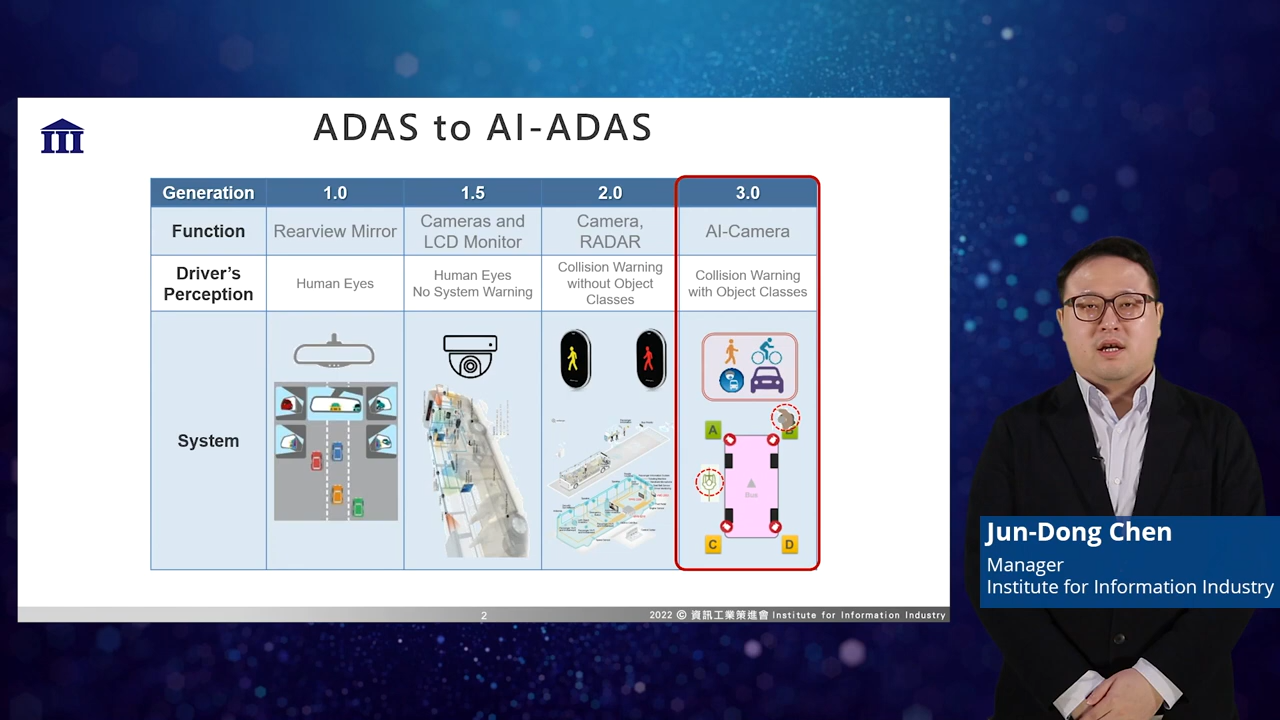 ADAS to AI-ADAS
Generation 1.0 1.5 2.0 3.0
Function Rearview Mirror Cameras and LCD Monitor Camera, RADAR AI-Camera
Driver's Perception Human Eyes Human Eyes No System Warning Collision Warning without Object Classes Collision Warning with Object Classes
System
A B
Bus
C D
2
2022 © 資訊工業策進會 Institute for Information Industry
Jun-Dong Chen
Manager
Institute for Information Industry